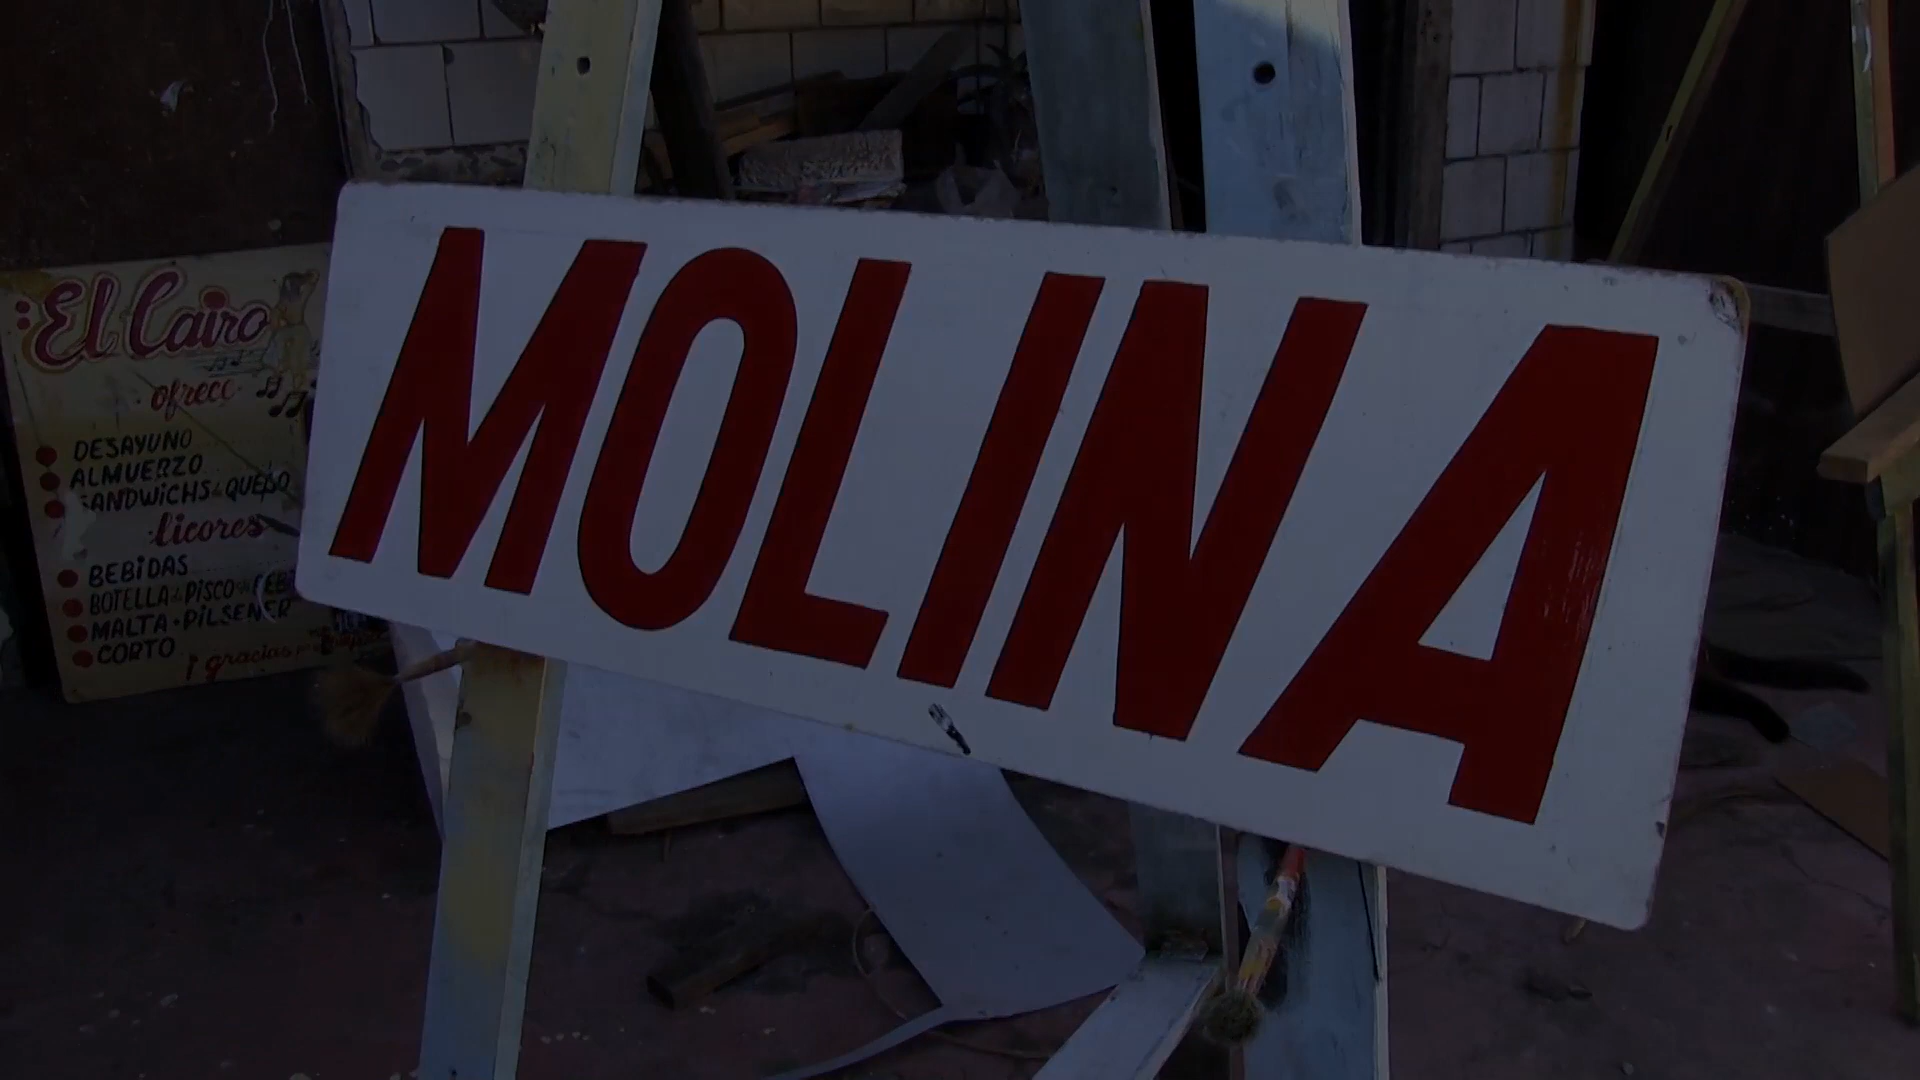 MOLINA
El Cairo
ofrece
DESAYUNO
ALMUERZO
SANDWiCHS de QUESO
licores
BEBiDAS
BOTELLA de PiSCO
MALTA · PiLSENER
CORTO
¡gracias